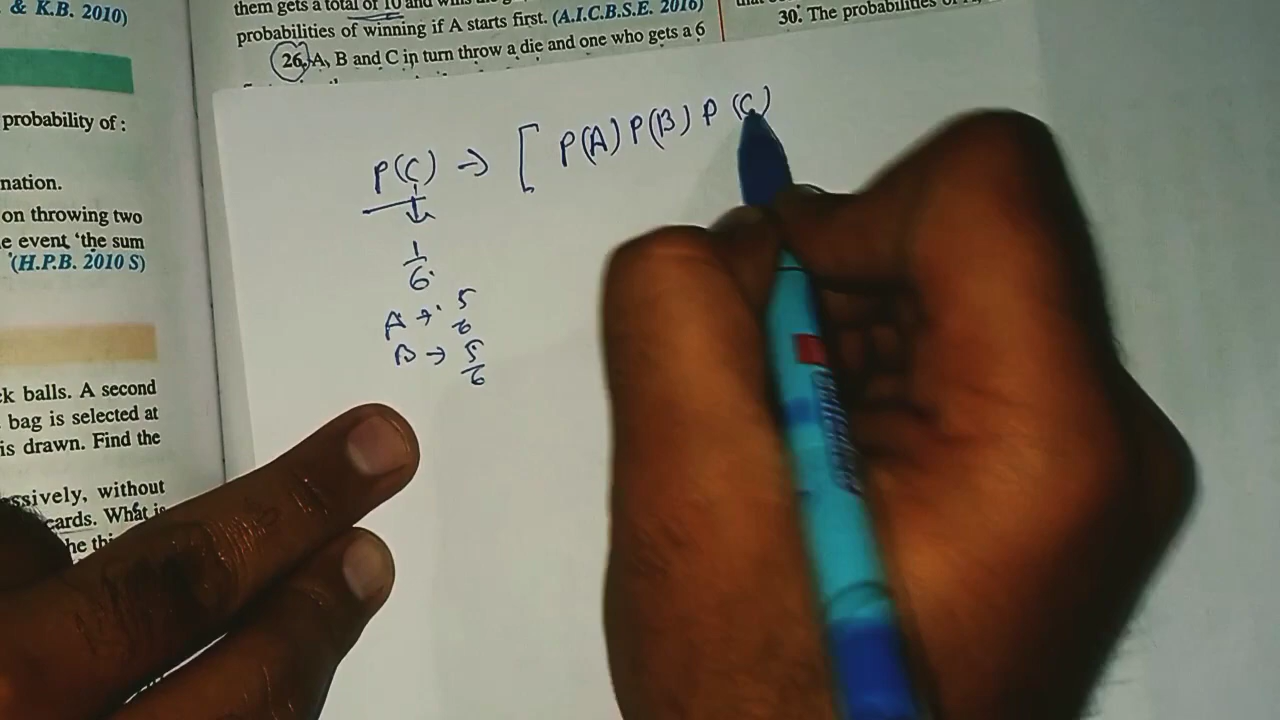 & K.B. 2010)
probability of :
nation.
on throwing two
e event 'the sum
(H.P.B. 2010 S)
ck balls. A second
bag is selected at
is drawn. Find the
ssively, without
cards. What is
he
them gets a total of 10 and wins the
probabilities of winning if A starts first. (A.I.C.B.S.E. 2016)
26. A, B and C in turn throw a die and one who gets a 6
30. The probabilities of
P(C) → [ P(A) P(B) P(C)
1/6
A → 5/6
B → 5/6